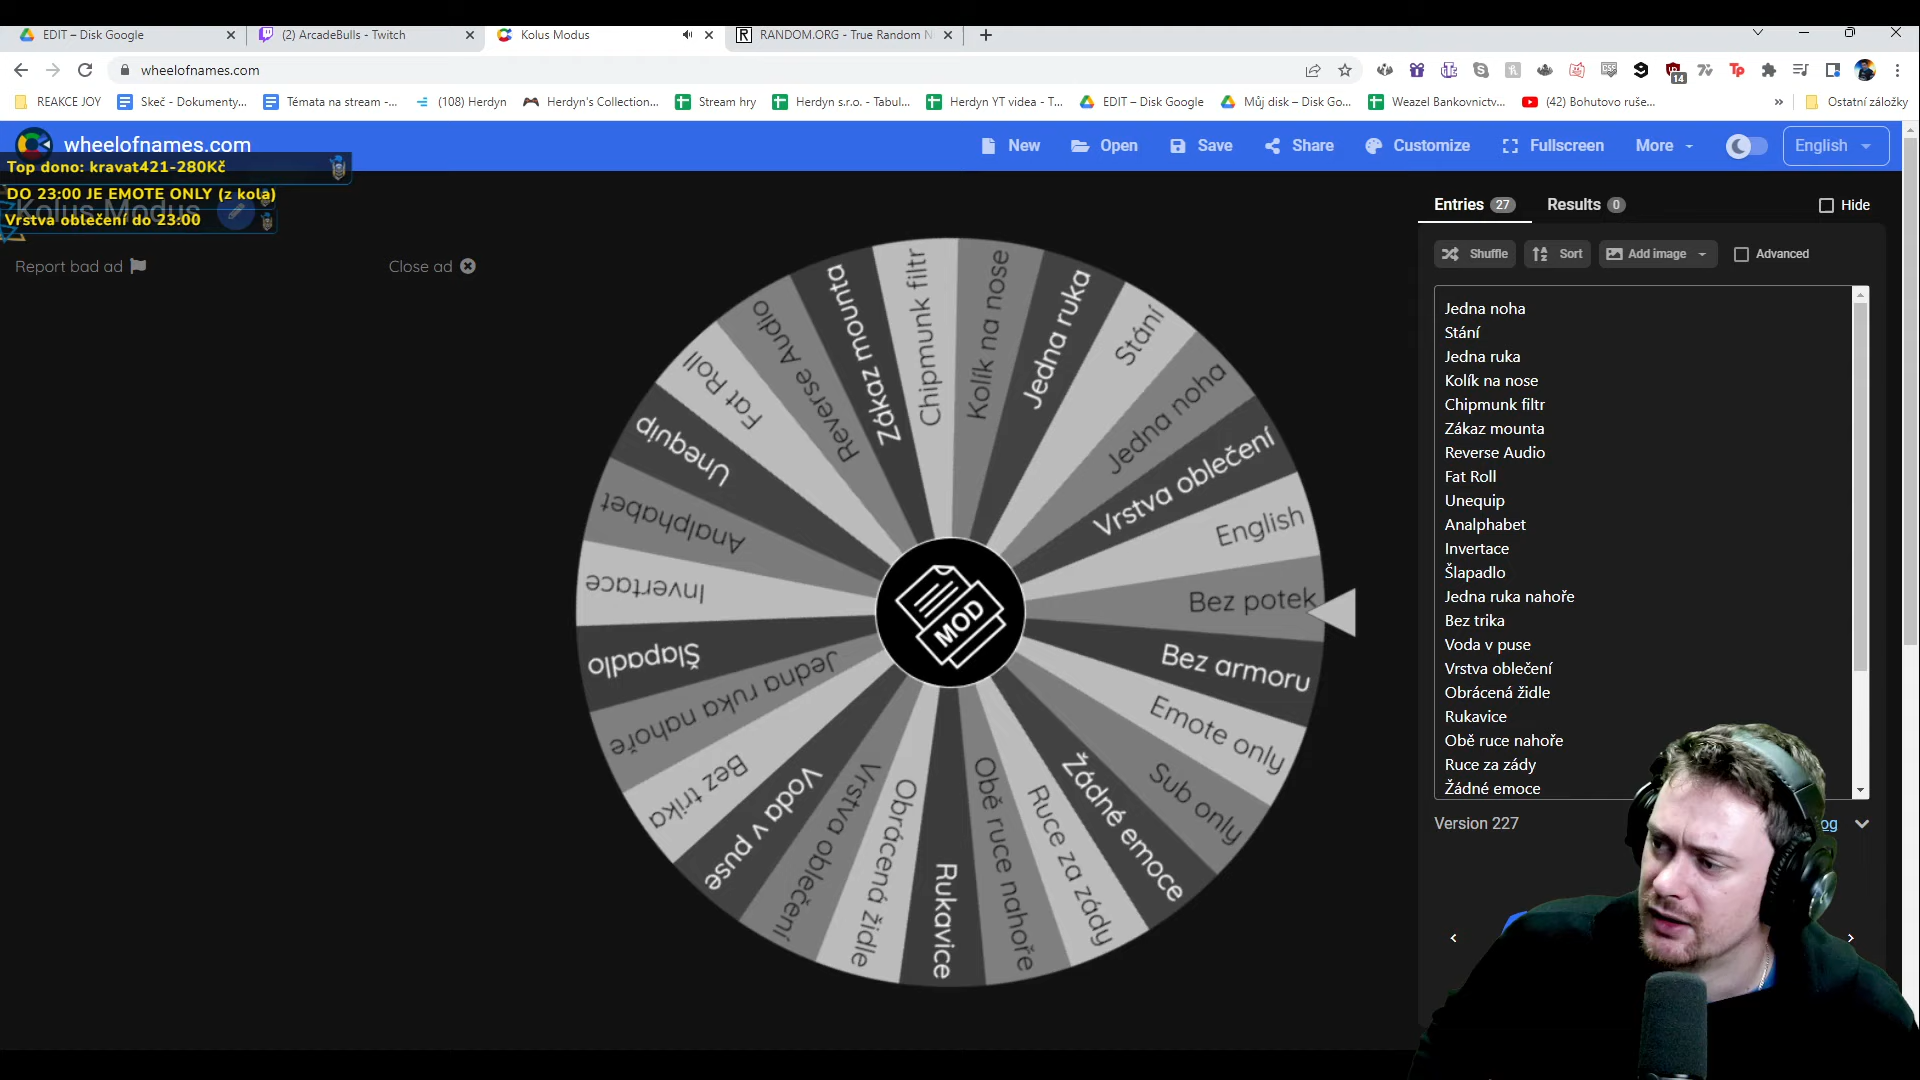 EDIT – Disk Google
(2) ArcadeBulls - Twitch
Kolus Modus
RANDOM.ORG - True Random N
wheelofnames.com
14
REAKCE JOY
Skeč - Dokumenty...
Témata na stream -...
(108) Herdyn
Herdyn's Collection...
Stream hry
Herdyn s.r.o. - Tabul...
Herdyn YT videa - T...
EDIT – Disk Google
Můj disk – Disk Go...
Weazel Bankovnictv...
(42) Bohutovo ruše...
»
Ostatní záložky
wheelofnames.com
New
Open
Save
Share
Customize
Fullscreen
More
English
Top dono: kravat421-280Kč
DO 23:00 JE EMOTE ONLY (z kola)
Kolus Modus
Vrstva oblečení do 23:00
Report bad ad
Close ad
Chipmunk filtr
Kolík na nose
Jedna ruka
Stání
Jedna noha
Vrstva oblečení
English
Bez potek
Bez armoru
Emote only
Sub only
Žádné emoce
Ruce za zády
Obě ruce nahoře
Rukavice
Obrácená židle
Vrstva oblečení
Voda v puse
Bez trika
Jedna ruka nahoře
Šlapadlo
Invertace
Analphabet
Unequip
Fat Roll
Reverse Audio
Zákaz mounta
MOD
Entries 27
Results 0
Hide
Shuffle
Sort
Add image
Advanced
Jedna noha
Stání
Jedna ruka
Kolík na nose
Chipmunk filtr
Zákaz mounta
Reverse Audio
Fat Roll
Unequip
Analphabet
Invertace
Šlapadlo
Jedna ruka nahoře
Bez trika
Voda v puse
Vrstva oblečení
Obrácená židle
Rukavice
Obě ruce nahoře
Ruce za zády
Žádné emoce
Version 227
og